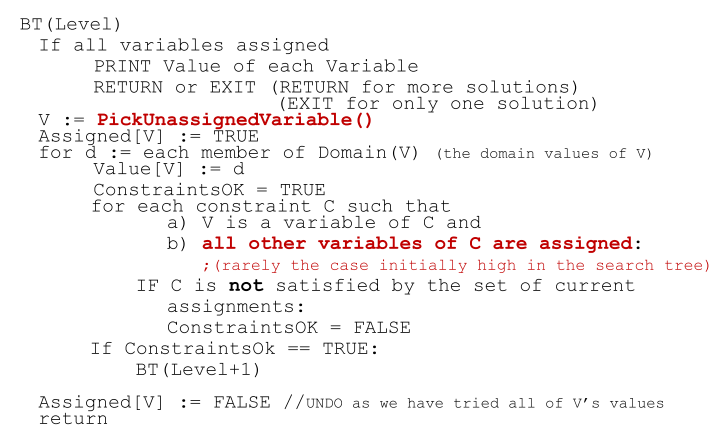 BT(Level)
If all variables assigned
PRINT Value of each Variable
RETURN or EXIT (RETURN for more solutions)
(EXIT for only one solution)
V := PickUnassignedVariable()
Assigned[V] := TRUE
for d := each member of Domain(V) (the domain values of V)
Value[V] := d
ConstraintsOK = TRUE
for each constraint C such that
a) V is a variable of C and
b) all other variables of C are assigned:
;(rarely the case initially high in the search tree)
IF C is not satisfied by the set of current
assignments:
ConstraintsOK = FALSE
If ConstraintsOk == TRUE:
BT(Level+1)
Assigned[V] := FALSE //UNDO as we have tried all of V’s values
return